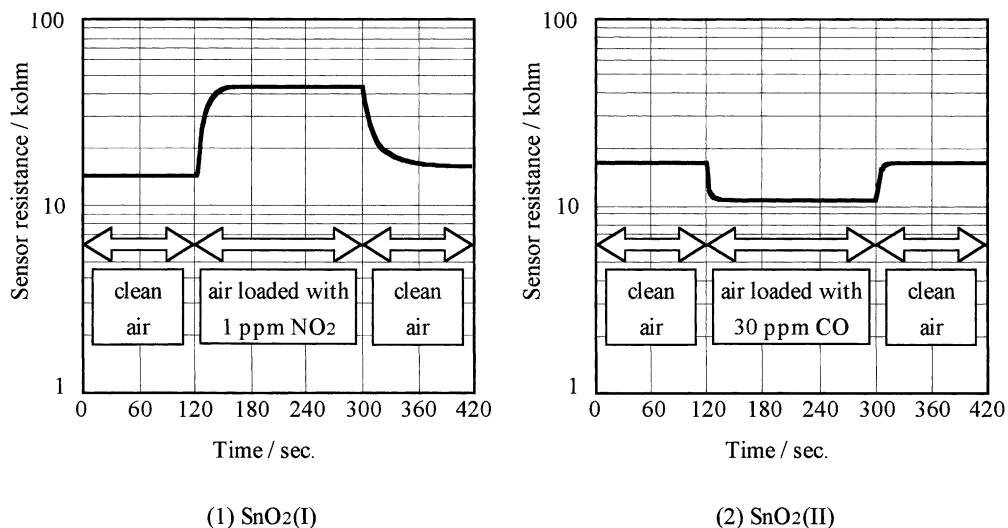 100
10
1
Sensor resistance / kohm
clean
air
air loaded with
1 ppm NO2
clean
air
0 60 120 180 240 300 360 420
Time / sec.
(1) SnO2(I)
100
10
1
Sensor resistance / kohm
clean
air
air loaded with
30 ppm CO
clean
air
0 60 120 180 240 300 360 420
Time / sec.
(2) SnO2(II)